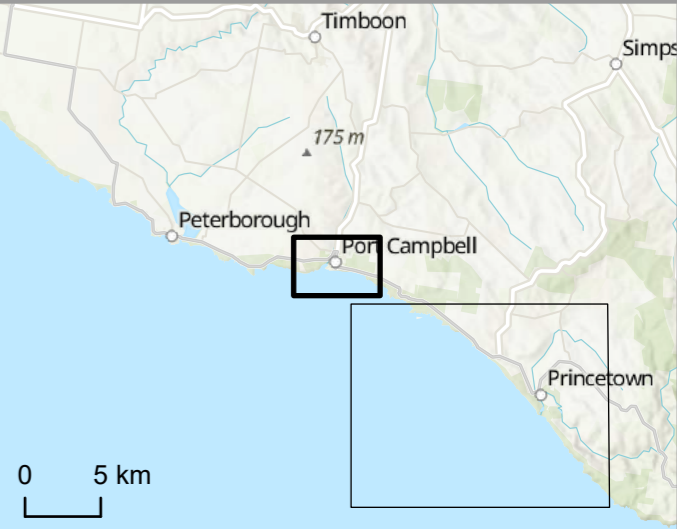 Timboon
Simps
175 m
Peterborough
Port Campbell
Princetown
0 5 km